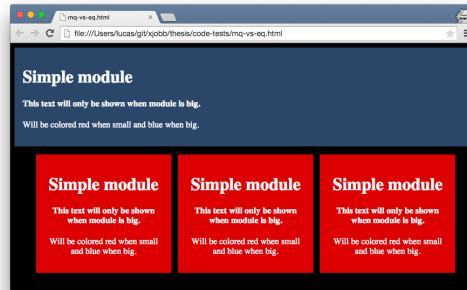 mq-vs-eq.html
file:///Users/lucas/git/xjobb/thesis/code-tests/mq-vs-eq.html
Simple module
This text will only be shown when module is big.
Will be colored red when small and blue when big.
Simple module
This text will only be shown
when module is big.
Will be colored red when small
and blue when big.
Simple module
This text will only be shown
when module is big.
Will be colored red when small
and blue when big.
Simple module
This text will only be shown
when module is big.
Will be colored red when small
and blue when big.